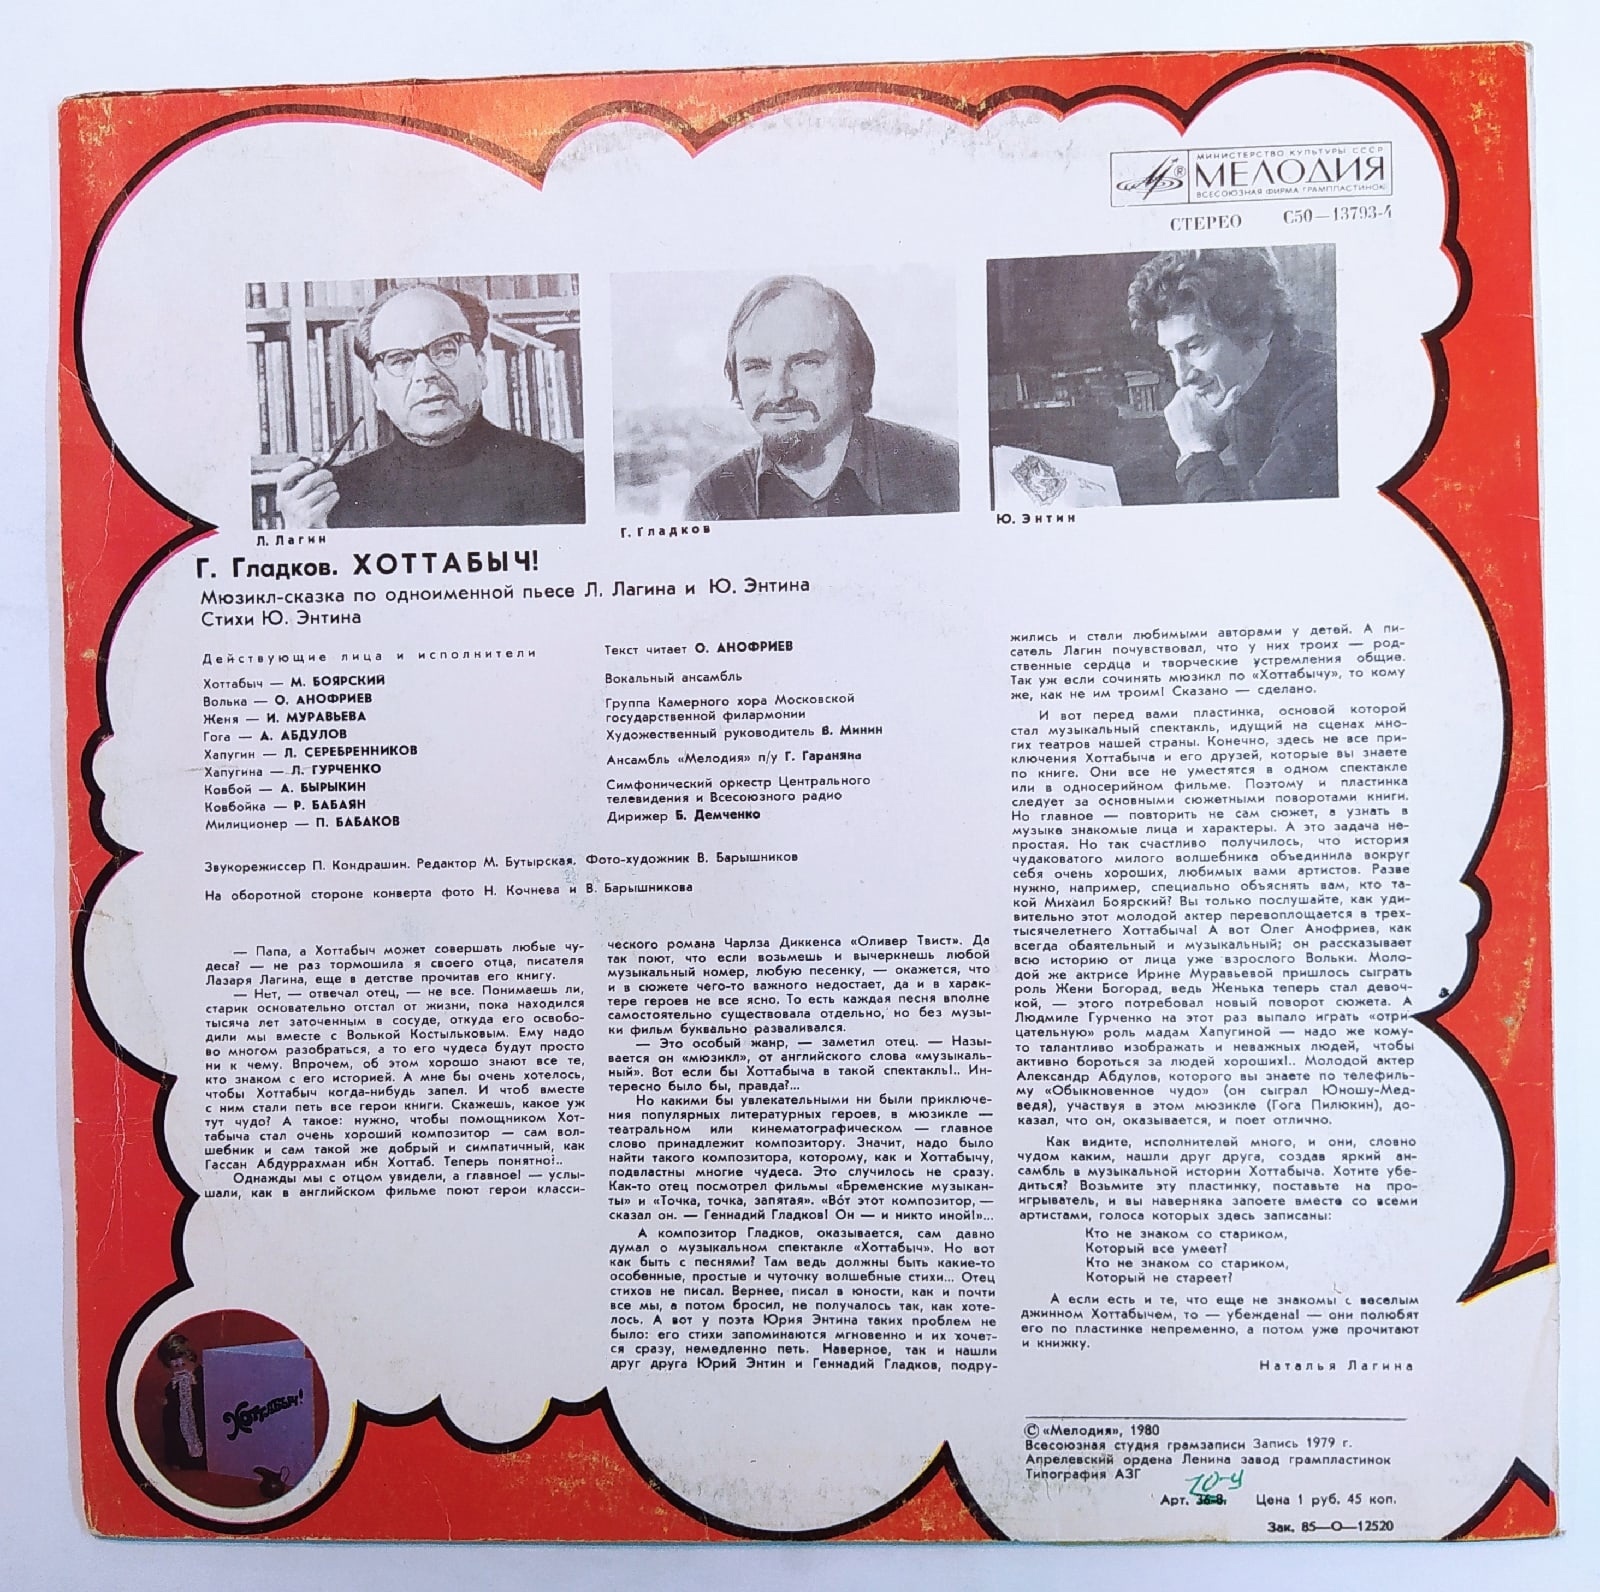 МИНИСТЕРСТВО КУЛЬТУРЫ СССР
МЕЛОДИЯ
ВСЕСОЮЗНАЯ ФИРМА ГРАМПЛАСТИНОК
СТЕРЕО С50—13793-4
Л. Лагин
Г. Гладков
Ю. Энтин
Г. Гладков. ХОТТАБЫЧ!
Мюзикл-сказка по одноименной пьесе Л. Лагина и Ю. Энтина
Стихи Ю. Энтина
Действующие лица и исполнители
Хоттабыч — М. БОЯРСКИЙ
Волька — О. АНОФРИЕВ
Женя — И. МУРАВЬЕВА
Гога — А. АБДУЛОВ
Хапугин — Л. СЕРЕБРЕННИКОВ
Хапугина — Л. ГУРЧЕНКО
Ковбой — А. БЫРЫКИН
Ковбойка — Р. БАБАЯН
Милиционер — П. БАБАКОВ
Текст читает О. АНОФРИЕВ
Вокальный ансамбль
Группа Камерного хора Московской
государственной филармонии
Художественный руководитель В. Минин
Ансамбль «Мелодия» п/у Г. Гараняна
Симфонический оркестр Центрального
телевидения и Всесоюзного радио
Дирижер Б. Демченко
Звукорежиссер П. Кондрашин. Редактор М. Бутырская. Фото-художник В. Барышников
На оборотной стороне конверта фото Н. Кочнева и В. Барышникова
— Папа, а Хоттабыч может совершать любые чу-
деса? — не раз тормошила я своего отца, писателя
Лазаря Лагина, еще в детстве прочитав его книгу.
— Нет, — отвечал отец, — не все. Понимаешь ли,
старик основательно отстал от жизни, пока находился
тысяча лет заточенным в сосуде, откуда его освобо-
дили мы вместе с Волькой Костыльковым. Ему надо
во многом разобраться, а то его чудеса будут просто
ни к чему. Впрочем, об этом хорошо знают все те,
кто знаком с его историей. А мне бы очень хотелось,
чтобы Хоттабыч когда-нибудь запел. И чтоб вместе
с ним стали петь все герои книги. Скажешь, какое уж
тут чудо? А такое: нужно, чтобы помощником Хот-
табыча стал очень хороший композитор — сам вол-
шебник и сам такой же добрый и симпатичный, как
Гассан Абдуррахман ибн Хоттаб. Теперь понятно!..
Однажды мы с отцом увидели, а главное! — услы-
шали, как в английском фильме поют герои класси-
ческого романа Чарлза Диккенса «Оливер Твист». Да
так поют, что если возьмешь и вычеркнешь любой
музыкальный номер, любую песенку, — окажется, что
и в сюжете чего-то важного недостает, да и в харак-
тере героев не все ясно. То есть каждая песня вполне
самостоятельно существовала отдельно, но без музы-
ки фильм буквально разваливался.
— Это особый жанр, — заметил отец. — Назы-
вается он «мюзикл», от английского слова «музыкаль-
ный». Вот если бы Хоттабыча в такой спектакль!.. Ин-
тересно было бы, правда?...
Но какими бы увлекательными ни были приключе-
ния популярных литературных героев, в мюзикле —
театральном или кинематографическом — главное
слово принадлежит композитору. Значит, надо было
найти такого композитора, которому, как и Хоттабычу,
подвластны многие чудеса. Это случилось не сразу.
Как-то отец посмотрел фильмы «Бременские музыкан-
ты» и «Точка, точка, запятая». «Вóт этот композитор, —
сказал он. — Геннадий Гладков! Он — и никто иной!»...
А композитор Гладков, оказывается, сам давно
думал о музыкальном спектакле «Хоттабыч». Но вот
как быть с песнями? Там ведь должны быть какие-то
особенные, простые и чуточку волшебные стихи... Отец
стихов не писал. Вернее, писал в юности, как и почти
все мы, а потом бросил, не получалось так, как хоте-
лось. А вот у поэта Юрия Энтина таких проблем не
было: его стихи запоминаются мгновенно и их хочет-
ся сразу, немедленно петь. Наверное, так и нашли
друг друга Юрий Энтин и Геннадий Гладков, подру-
жились и стали любимыми авторами у детей. А пи-
сатель Лагин почувствовал, что у них троих — род-
ственные сердца и творческие устремления общие.
Так уж если сочинять мюзикл по «Хоттабычу», то кому
же, как не им троим! Сказано — сделано.
И вот перед вами пластинка, основой которой
стал музыкальный спектакль, идущий на сценах мно-
гих театров нашей страны. Конечно, здесь не все при-
ключения Хоттабыча и его друзей, которые вы знаете
по книге. Они все не уместятся в одном спектакле
или в односерийном фильме. Поэтому и пластинка
следует за основными сюжетными поворотами книги.
Но главное — повторить не сам сюжет, а узнать в
музыке знакомые лица и характеры. А это задача не-
простая. Но так счастливо получилось, что история
чудаковатого милого волшебника объединила вокруг
себя очень хороших, любимых вами артистов. Разве
нужно, например, специально объяснять вам, кто та-
кой Михаил Боярский? Вы только послушайте, как уди-
вительно этот молодой актер перевоплощается в трех-
тысячелетнего Хоттабыча! А вот Олег Анофриев, как
всегда обаятельный и музыкальный; он рассказывает
всю историю от лица уже взрослого Вольки. Моло-
дой же актрисе Ирине Муравьевой пришлось сыграть
роль Жени Богорад, ведь Женька теперь стал девоч-
кой, — этого потребовал новый поворот сюжета. А
Людмиле Гурченко на этот раз выпало играть «отри-
цательную» роль мадам Хапугиной — надо же кому-
то талантливо изображать и неважных людей, чтобы
активно бороться за людей хороших!.. Молодой актер
Александр Абдулов, которого вы знаете по телефиль-
му «Обыкновенное чудо» (он сыграл Юношу-Мед-
ведя), участвуя в этом мюзикле (Гога Пилюкин), до-
казал, что он, оказывается, и поет отлично.
Как видите, исполнителей много, и они, словно
чудом каким, нашли друг друга, создав яркий ан-
самбль в музыкальной истории Хоттабыча. Хотите убе-
диться? Возьмите эту пластинку, поставьте на про-
игрыватель, и вы наверняка запоете вместе со всеми
артистами, голоса которых здесь записаны:
Кто не знаком со стариком,
Который все умеет?
Кто не знаком со стариком,
Который не стареет?
А если есть и те, что еще не знакомы с веселым
джинном Хоттабычем, то — убеждена! — они полюбят
его по пластинке непременно, а потом уже прочитают
и книжку.
Наталья Лагина
Хоттабыч!
© «Мелодия», 1980
Всесоюзная студия грамзаписи Запись 1979 г.
Апрелевский ордена Ленина завод грампластинок
Типография АЗГ
Арт. Цена 1 руб. 45 коп.
Зак. 85—О—12520